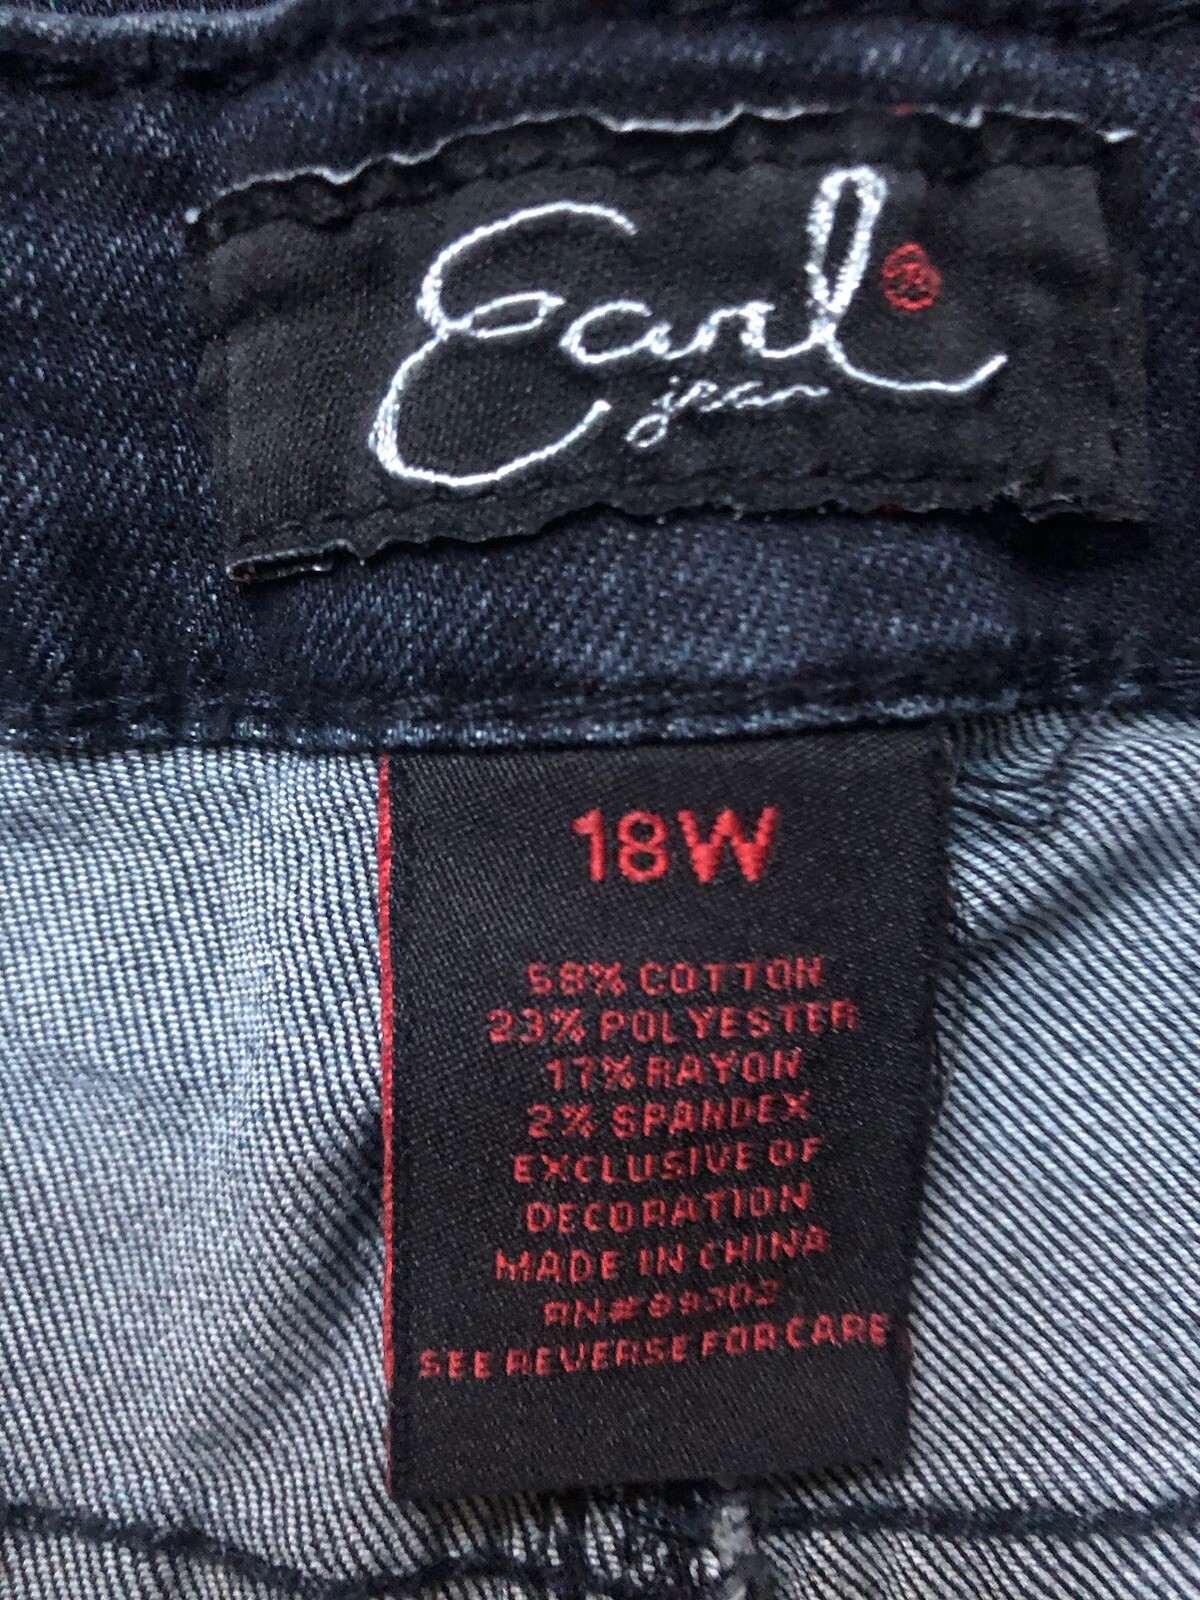 Earl®
jean
18W
58% COTTON
23% POLYESTER
17% RAYON
2% SPANDEX
EXCLUSIVE OF
DECORATION
MADE IN CHINA
SEE REVERSE FOR CARE